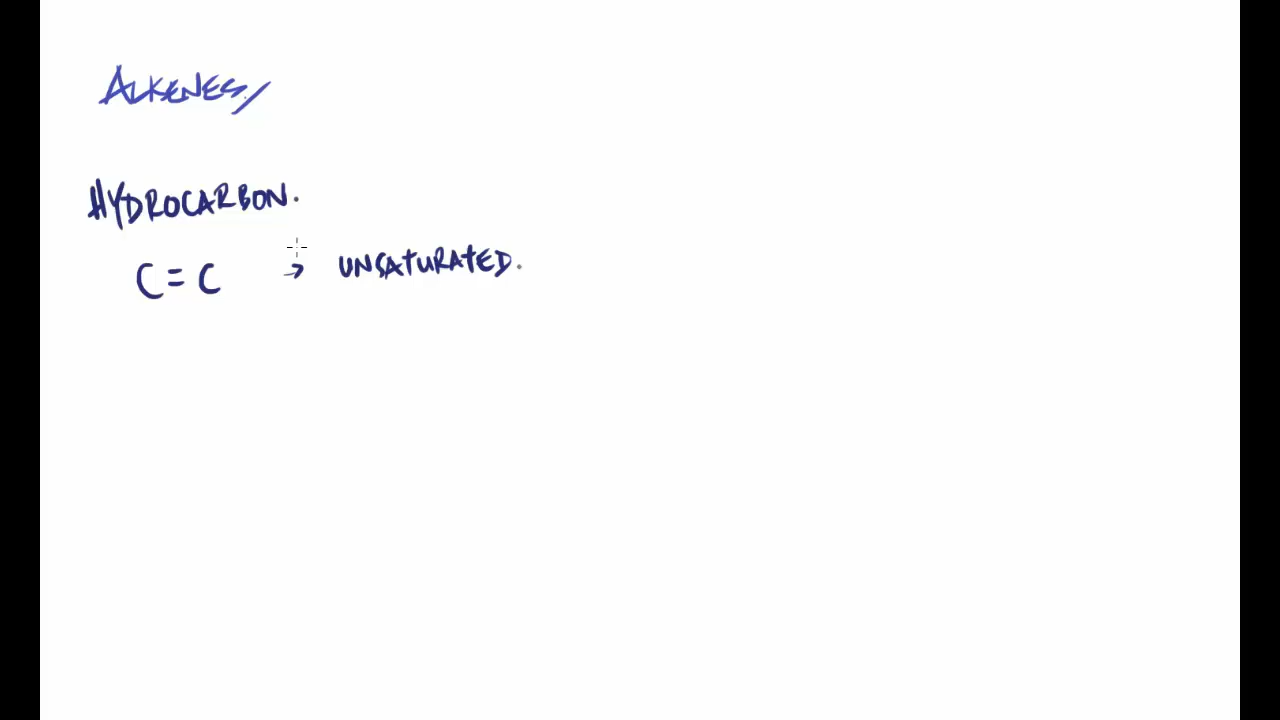 ALKENES/
HYDROCARBON.
C=C → UNSATURATED.